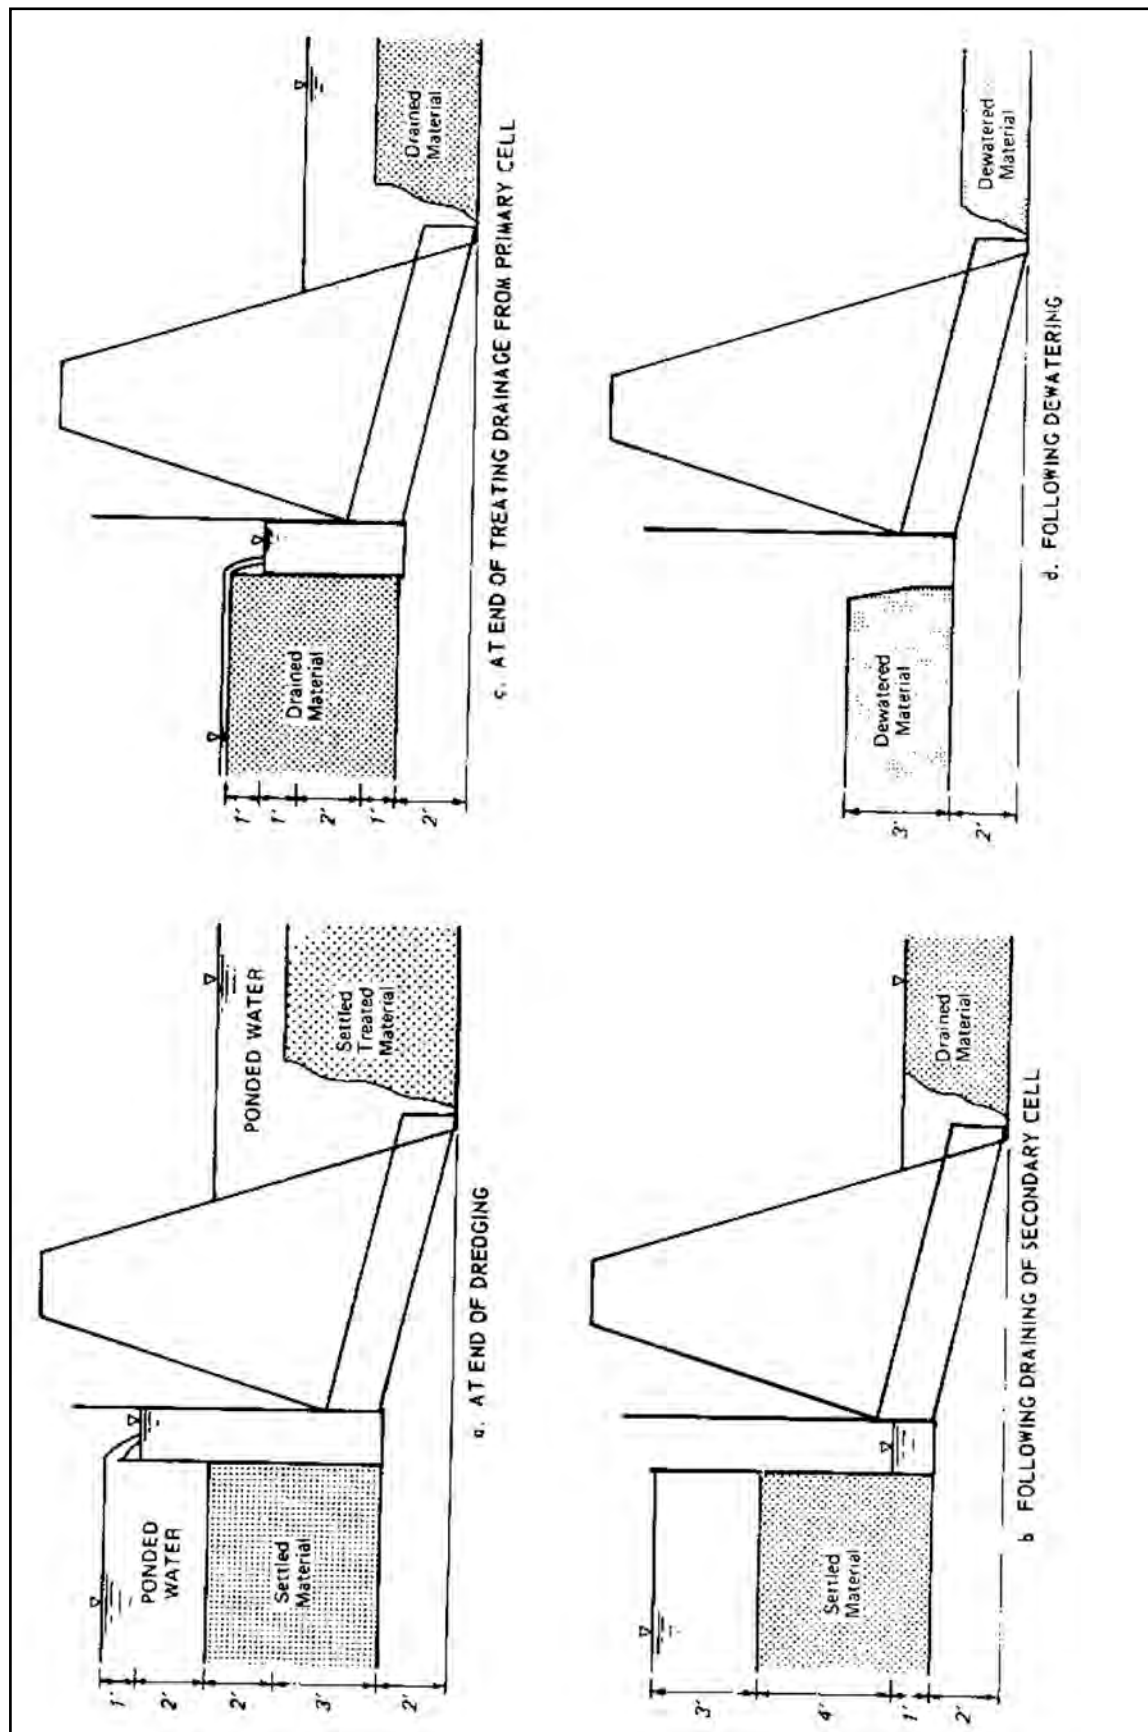 1'
2'
2'
3'
2'
PONDED
WATER
Settled
Material
PONDED WATER
Settled
Treated
Material
a. AT END OF DREDGING
3'
4'
1'
2'
Settled
Material
Drained
Material
b FOLLOWING DRAINING OF SECONDARY CELL
1'
1'
2'
1'
2'
Drained
Material
Drained
Material
c. AT END OF TREATING DRAINAGE FROM PRIMARY CELL
3'
2'
Dewatered
Material
Dewatered
Material
d. FOLLOWING DEWATERING